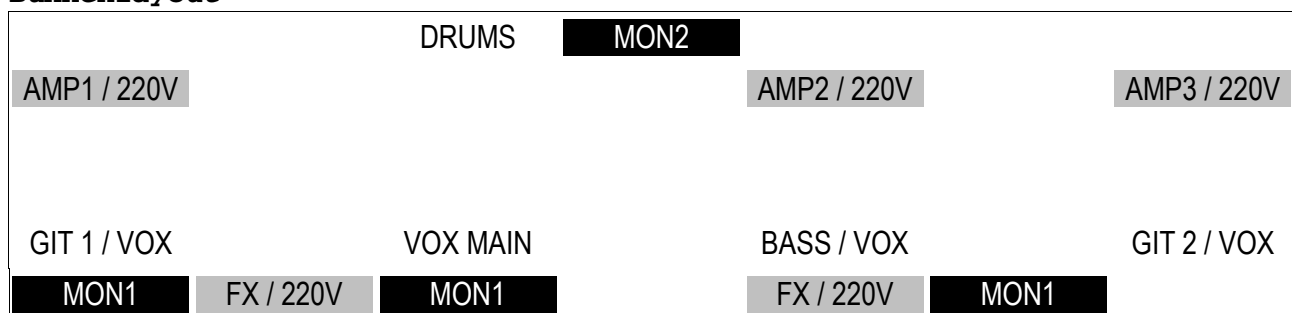 DRUMS MON2
AMP1 / 220V AMP2 / 220V AMP3 / 220V
GIT 1 / VOX VOX MAIN BASS / VOX GIT 2 / VOX
MON1 FX / 220V MON1 FX / 220V MON1